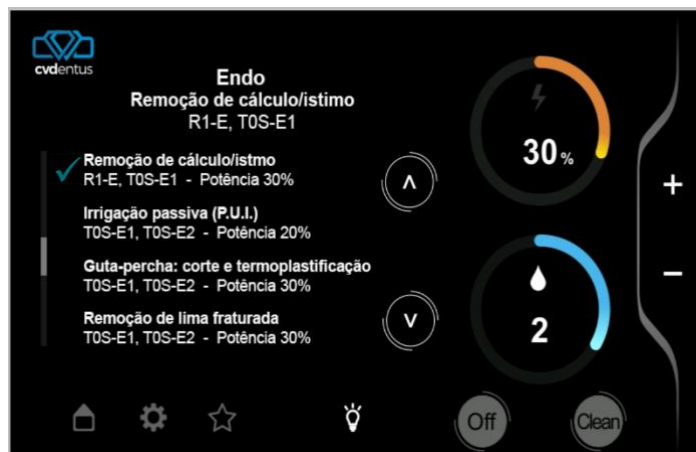 cvdentus
Endo
Remoção de cálculo/istimo
R1-E, T0S-E1
Remoção de cálculo/istmo
R1-E, T0S-E1 - Potência 30%
Irrigação passiva (P.U.I.)
T0S-E1, T0S-E2 - Potência 20%
Guta-percha: corte e termoplastificação
T0S-E1, T0S-E2 - Potência 30%
Remoção de lima fraturada
T0S-E1, T0S-E2 - Potência 30%
30%
+
−
2
Off
Clean